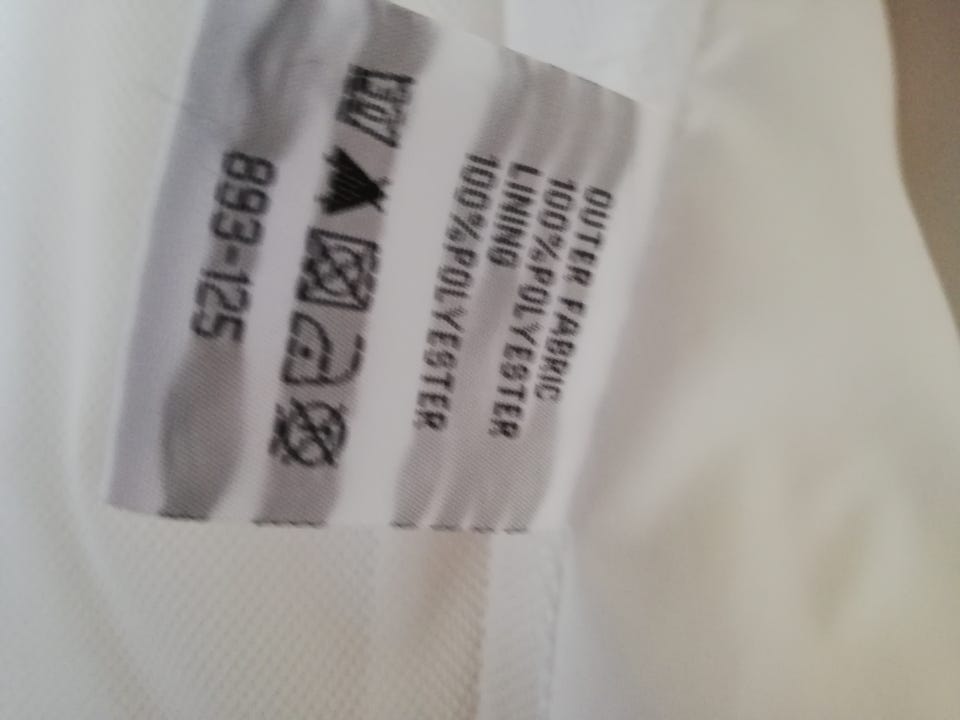 OUTER FABRIC
100%POLYESTER
LINING
100%POLYESTER
893-125